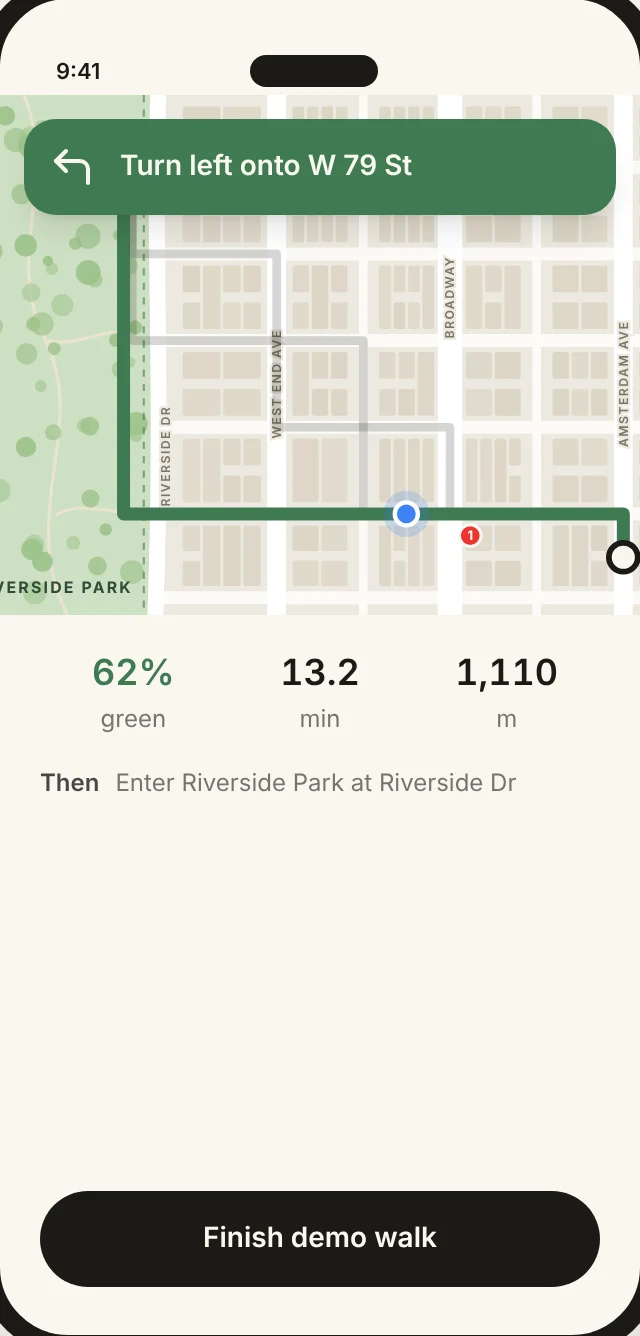 9:41
Turn left onto W 79 St
BROADWAY
AMSTERDAM AVE
WEST END AVE
RIVERSIDE DR
1
VERSIDE PARK
62%
green
13.2
min
1,110
m
Then Enter Riverside Park at Riverside Dr
Finish demo walk